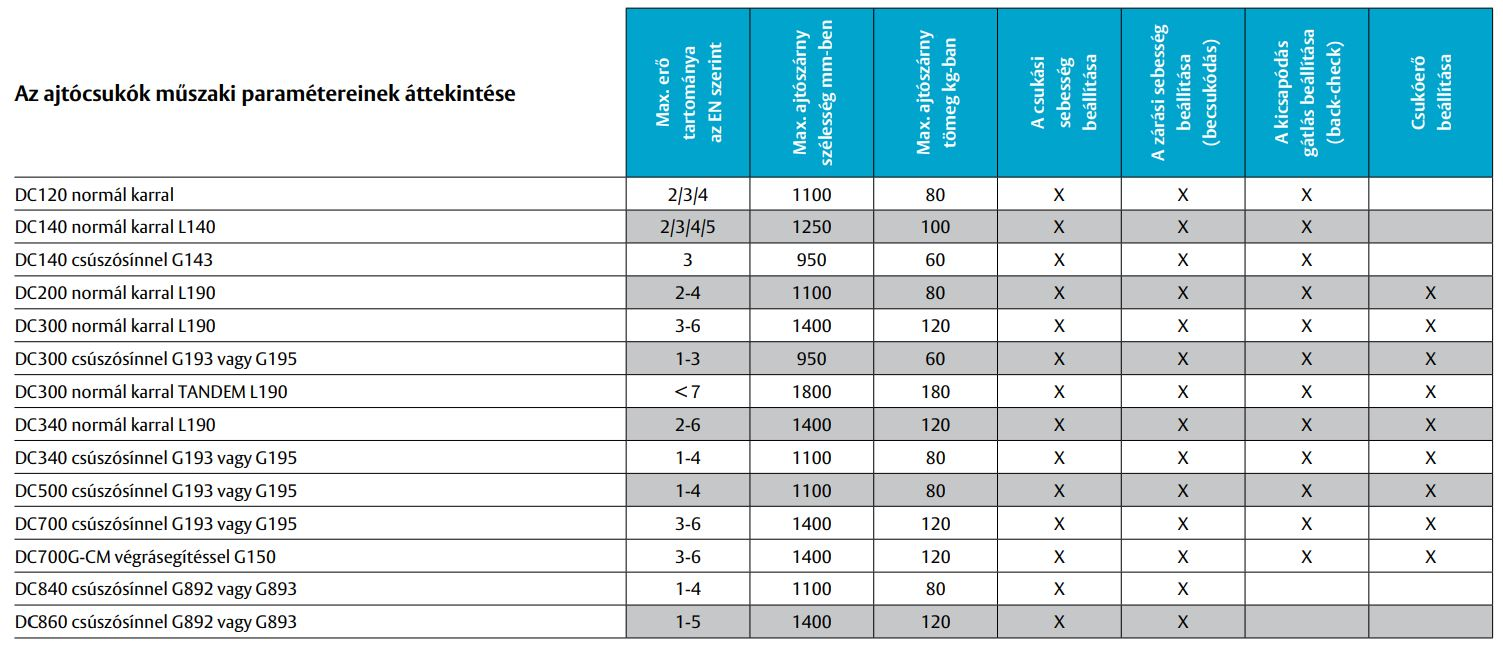 Az ajtócsukók műszaki paramétereinek áttekintése
Max. erő
tartománya
az EN szerint
Max. ajtószárny
szélesség mm-ben
Max. ajtószárny
tömeg kg-ban
A csukási
sebesség
beállítása
A zárási sebesség
beállítása
(becsukódás)
A kicsapódás
gátlás beállítása
(back-check)
Csukóerő
beállítása
DC120 normál karral 2/3/4 1100 80 X X X
DC140 normál karral L140 2/3/4/5 1250 100 X X X
DC140 csúszósínnel G143 3 950 60 X X X
DC200 normál karral L190 2-4 1100 80 X X X X
DC300 normál karral L190 3-6 1400 120 X X X X
DC300 csúszósínnel G193 vagy G195 1-3 950 60 X X X X
DC300 normál karral TANDEM L190 <7 1800 180 X X X X
DC340 normál karral L190 2-6 1400 120 X X X X
DC340 csúszósínnel G193 vagy G195 1-4 1100 80 X X X X
DC500 csúszósínnel G193 vagy G195 1-4 1100 80 X X X X
DC700 csúszósínnel G193 vagy G195 3-6 1400 120 X X X X
DC700G-CM végrásegítéssel G150 3-6 1400 120 X X X X
DC840 csúszósínnel G892 vagy G893 1-4 1100 80 X X
DC860 csúszósínnel G892 vagy G893 1-5 1400 120 X X